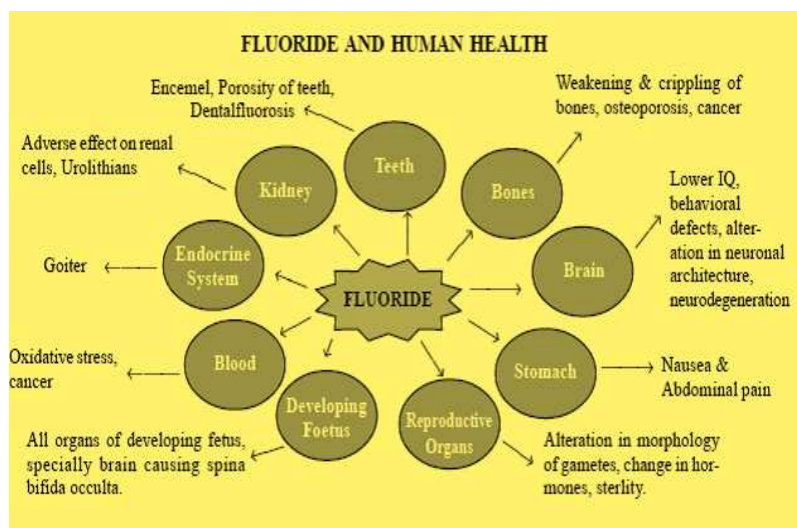 FLUORIDE AND HUMAN HEALTH
Encemel, Porosity of teeth,
Dentalfluorosis
Weakening & crippling of
bones, osteoporosis, cancer
Adverse effect on renal
cells, Urolithians
Teeth
Kidney
Bones
Lower IQ,
behavioral
defects, alter-
ation in neuronal
architecture,
neurodegeneration
Goiter
Endocrine
System
Brain
FLUORIDE
Oxidative stress,
cancer
Blood
Stomach
Nausea &
Abdominal pain
Developing
Foetus
Reproductive
Organs
All organs of developing fetus,
specially brain causing spina
bifida occulta.
Alteration in morphology
of gametes, change in hor-
mones, sterlity.